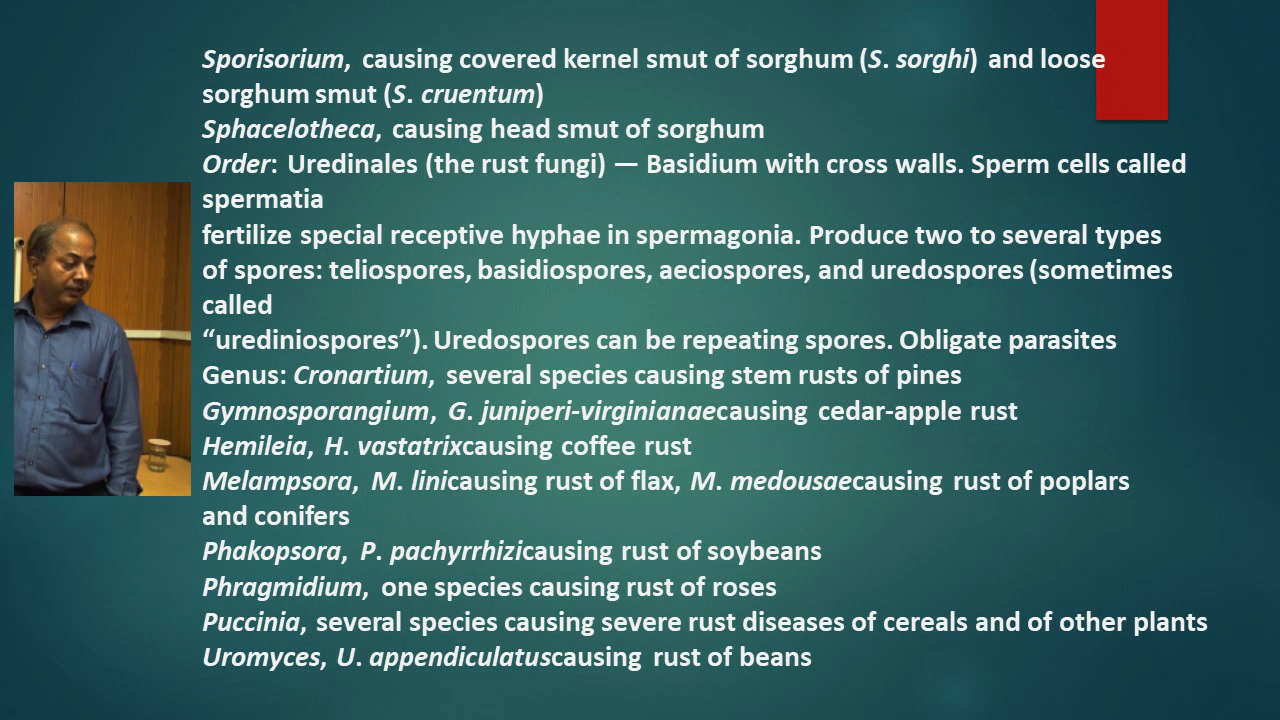 Sporisorium, causing covered kernel smut of sorghum (S. sorghi) and loose
sorghum smut (S. cruentum)
Sphacelotheca, causing head smut of sorghum
Order: Uredinales (the rust fungi) — Basidium with cross walls. Sperm cells called
spermatia
fertilize special receptive hyphae in spermagonia. Produce two to several types
of spores: teliospores, basidiospores, aeciospores, and uredospores (sometimes
called
“urediniospores”). Uredospores can be repeating spores. Obligate parasites
Genus: Cronartium, several species causing stem rusts of pines
Gymnosporangium, G. juniperi-virginianaecausing cedar-apple rust
Hemileia, H. vastatrixcausing coffee rust
Melampsora, M. linicausing rust of flax, M. medousaecausing rust of poplars
and conifers
Phakopsora, P. pachyrrhizicausing rust of soybeans
Phragmidium, one species causing rust of roses
Puccinia, several species causing severe rust diseases of cereals and of other plants
Uromyces, U. appendiculatuscausing rust of beans